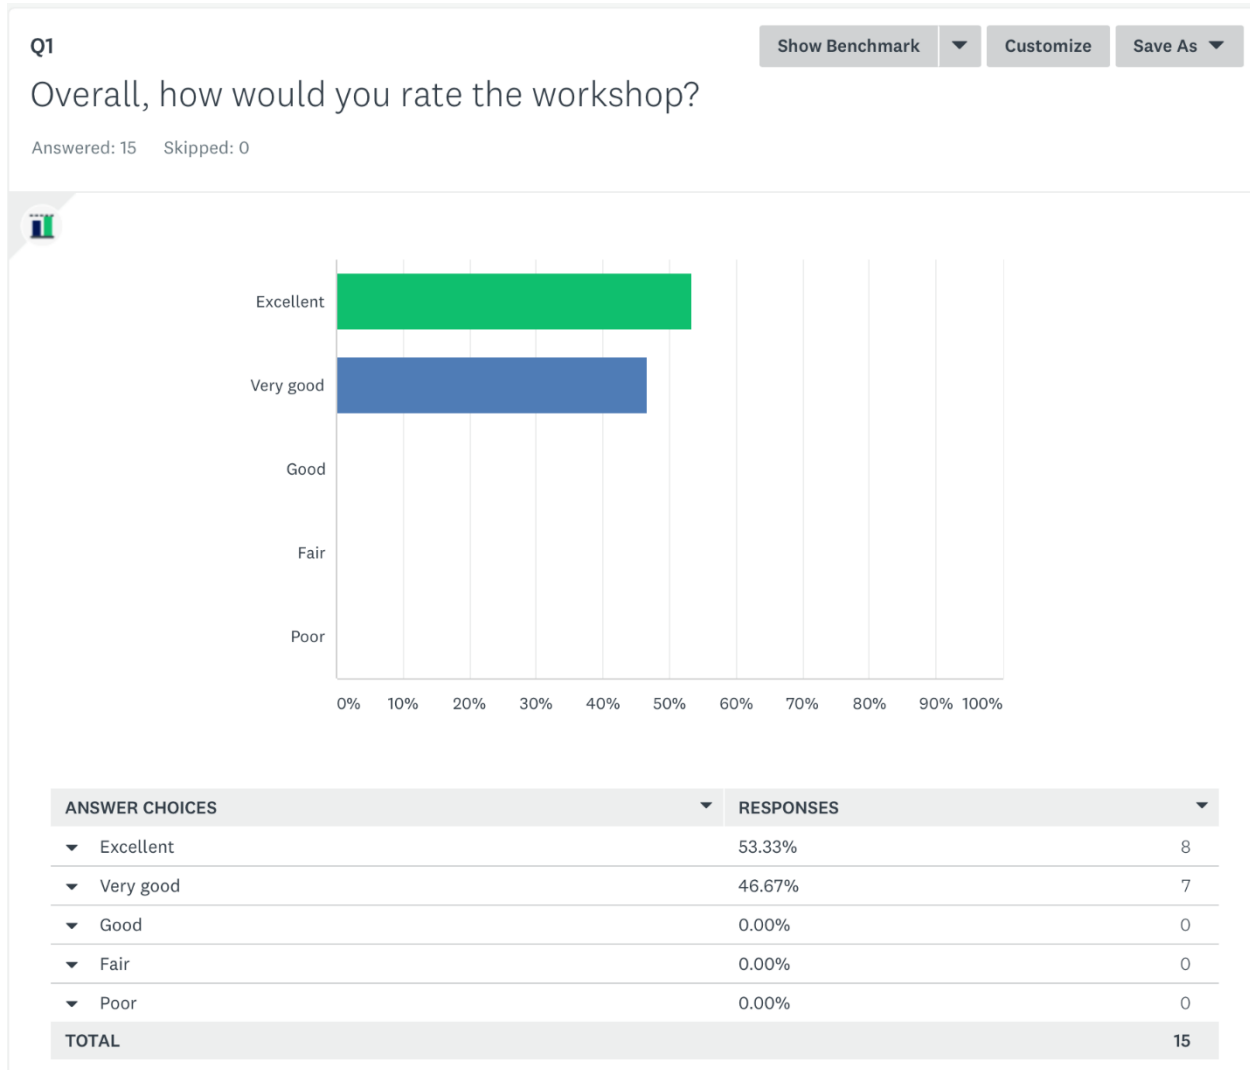 Q1
Show Benchmark Customize Save As
Overall, how would you rate the workshop?
Answered: 15 Skipped: 0
Excellent
Very good
Good
Fair
Poor
0% 10% 20% 30% 40% 50% 60% 70% 80% 90% 100%
ANSWER CHOICES RESPONSES
Excellent 53.33% 8
Very good 46.67% 7
Good 0.00% 0
Fair 0.00% 0
Poor 0.00% 0
TOTAL 15